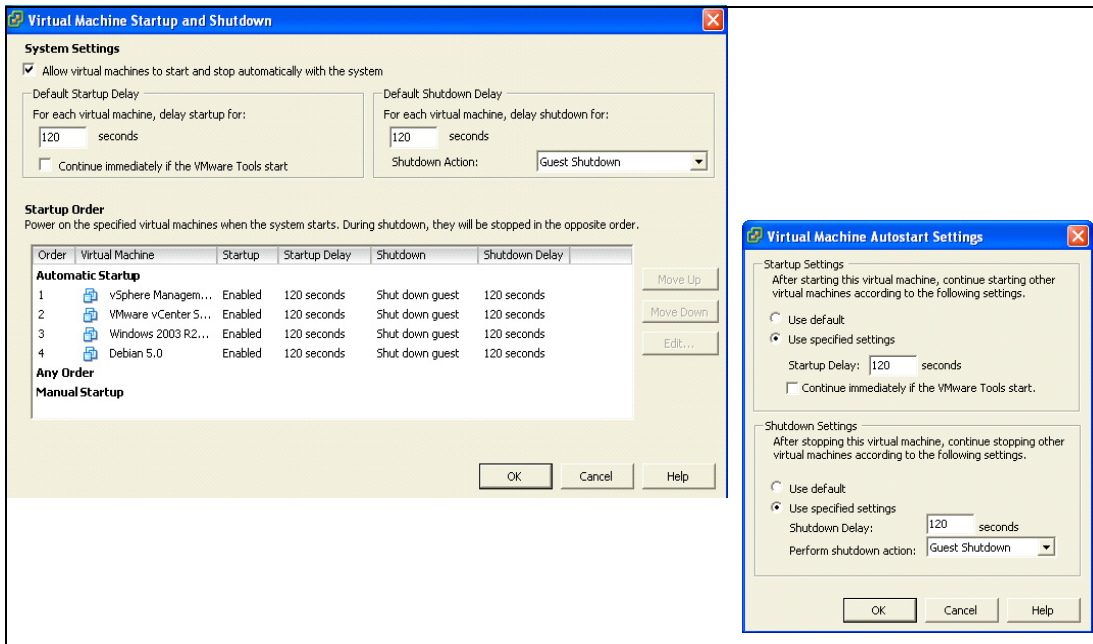 Virtual Machine Startup and Shutdown
System Settings
Allow virtual machines to start and stop automatically with the system
Default Startup Delay
For each virtual machine, delay startup for:
120 seconds
Continue immediately if the VMware Tools start
Default Shutdown Delay
For each virtual machine, delay shutdown for:
120 seconds
Shutdown Action: Guest Shutdown
Startup Order
Power on the specified virtual machines when the system starts. During shutdown, they will be stopped in the opposite order.
Order Virtual Machine Startup Startup Delay Shutdown Shutdown Delay
Automatic Startup
1 vSphere Managem... Enabled 120 seconds Shut down guest 120 seconds
2 VMware vCenter S... Enabled 120 seconds Shut down guest 120 seconds
3 Windows 2003 R2... Enabled 120 seconds Shut down guest 120 seconds
4 Debian 5.0 Enabled 120 seconds Shut down guest 120 seconds
Any Order
Manual Startup
Move Up
Move Down
Edit...
OK Cancel Help
Virtual Machine Autostart Settings
Startup Settings
After starting this virtual machine, continue starting other
virtual machines according to the following settings.
Use default
Use specified settings
Startup Delay: 120 seconds
Continue immediately if the VMware Tools start.
Shutdown Settings
After stopping this virtual machine, continue stopping other
virtual machines according to the following settings.
Use default
Use specified settings
Shutdown Delay: 120 seconds
Perform shutdown action: Guest Shutdown
OK Cancel Help